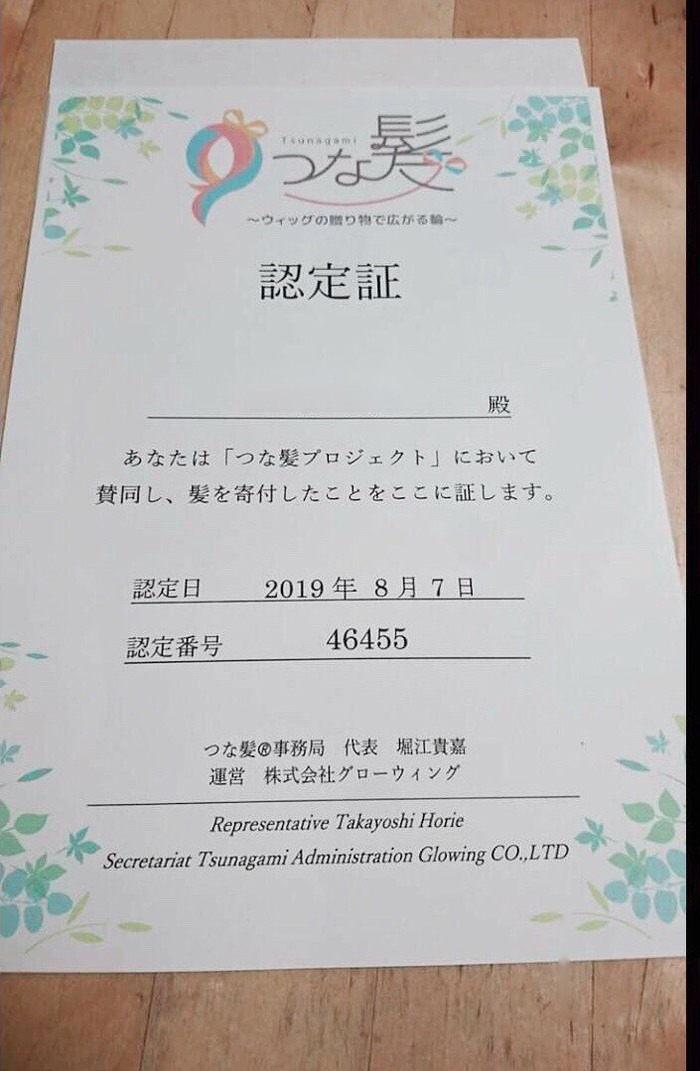 Tsunagami
つな髪
～ウィッグの贈り物で広がる輪～
認定証
殿
あなたは「つな髪プロジェクト」において
賛同し、髪を寄付したことをここに証します。
認定日 2019年 8月 7日
認定番号 46455
つな髪®事務局 代表 堀江貴嘉
運営 株式会社グローウィング
Representative Takayoshi Horie
Secretariat Tsunagami Administration Glowing CO.,LTD